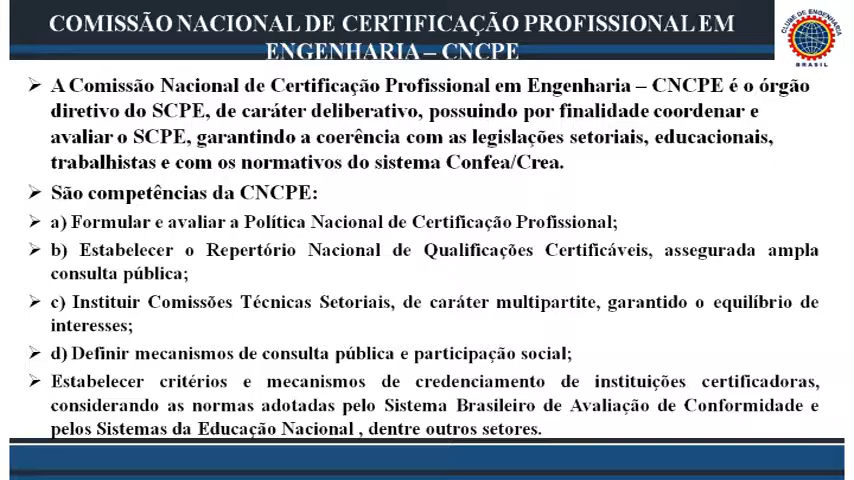 COMISSÃO NACIONAL DE CERTIFICAÇÃO PROFISSIONAL EM
ENGENHARIA – CNCPE
CLUBE DE ENGENHARIA
BRASIL
➢ A Comissão Nacional de Certificação Profissional em Engenharia – CNCPE é o órgão
diretivo do SCPE, de caráter deliberativo, possuindo por finalidade coordenar e
avaliar o SCPE, garantindo a coerência com as legislações setoriais, educacionais,
trabalhistas e com os normativos do sistema Confea/Crea.
➢ São competências da CNCPE:
➢ a) Formular e avaliar a Política Nacional de Certificação Profissional;
➢ b) Estabelecer o Repertório Nacional de Qualificações Certificáveis, assegurada ampla
consulta pública;
➢ c) Instituir Comissões Técnicas Setoriais, de caráter multipartite, garantido o equilíbrio de
interesses;
➢ d) Definir mecanismos de consulta pública e participação social;
➢ Estabelecer critérios e mecanismos de credenciamento de instituições certificadoras,
considerando as normas adotadas pelo Sistema Brasileiro de Avaliação de Conformidade e
pelos Sistemas da Educação Nacional , dentre outros setores.